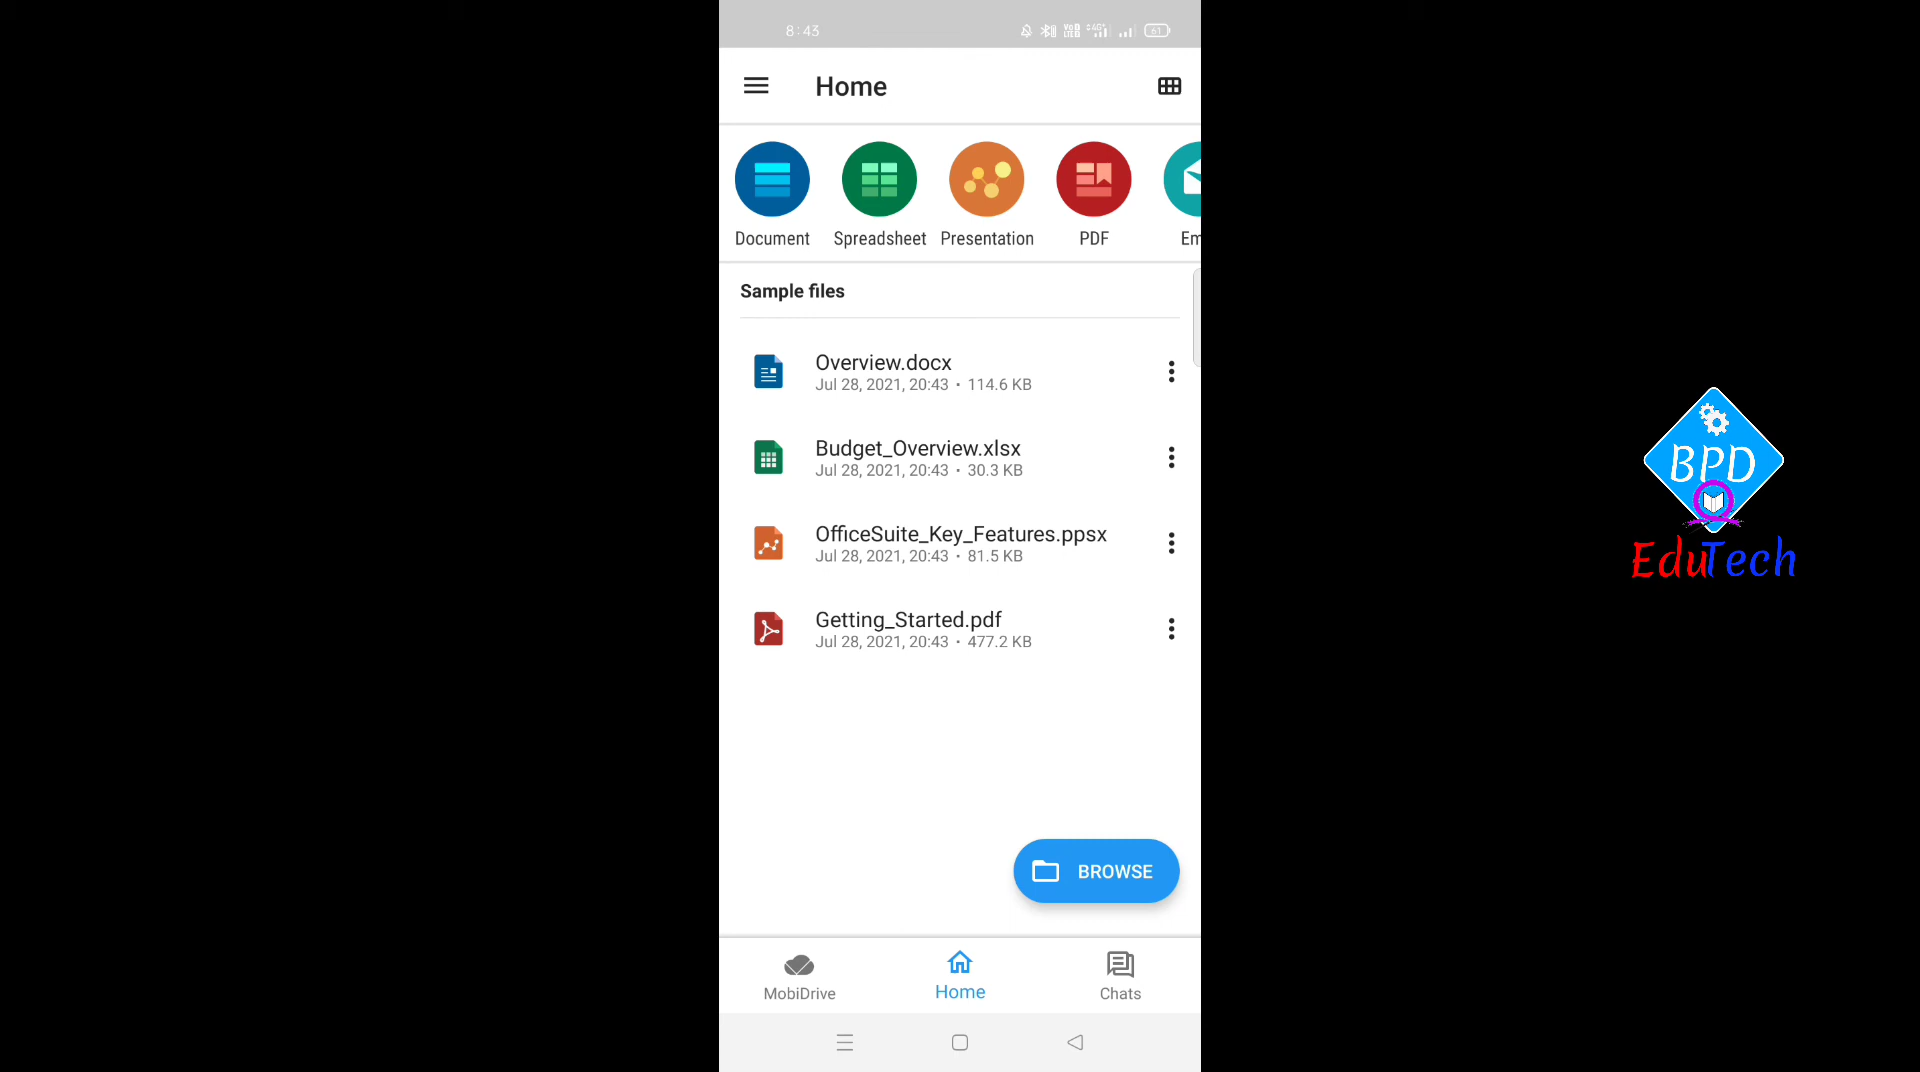 8:43
61
Home
Document
Spreadsheet
Presentation
PDF
Em
Sample files
Overview.docx
Jul 28, 2021, 20:43 • 114.6 KB
Budget_Overview.xlsx
Jul 28, 2021, 20:43 • 30.3 KB
OfficeSuite_Key_Features.ppsx
Jul 28, 2021, 20:43 • 81.5 KB
Getting_Started.pdf
Jul 28, 2021, 20:43 • 477.2 KB
BROWSE
MobiDrive
Home
Chats
BPD
EduTech